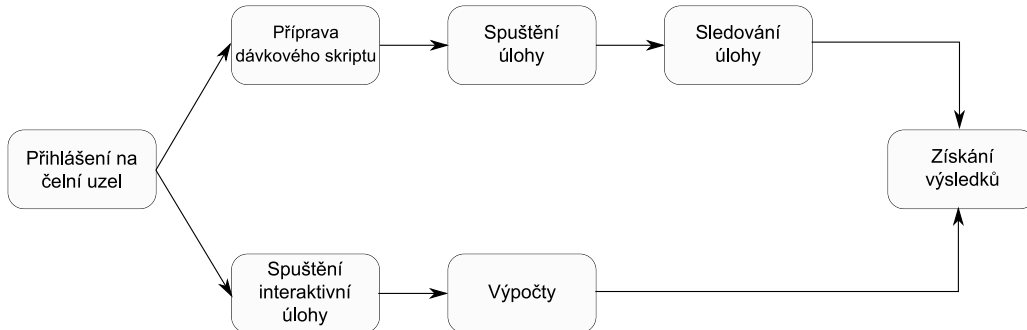 Příprava
dávkového skriptu
Spuštění
úlohy
Sledování
úlohy
Přihlášení na
čelní uzel
Získání
výsledků
Spuštění
interaktivní
úlohy
Výpočty